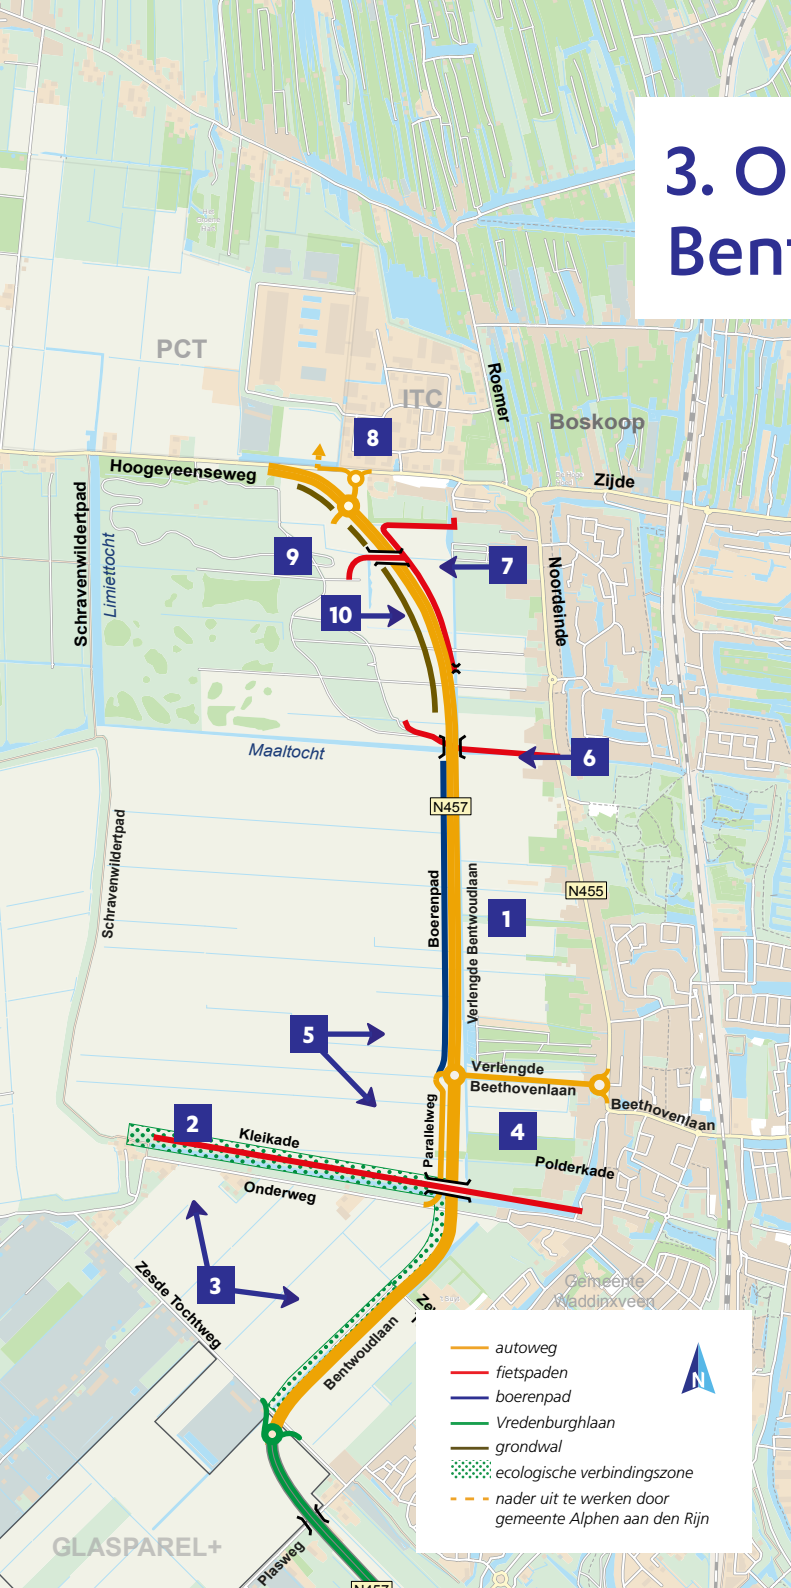 3. O
Bent
PCT
ITC
Roemer
Boskoop
8
Hoogeveenseweg
Zijde
Schravenwildertpad
Limiettocht
9
7
Noordeinde
10
Maaltocht
6
N457
Schravenwildertpad
Boerenpad
Verlengde Bentwoudlaan
N455
1
5
Verlengde
Beethovenlaan
Beethovenlaan
Parallelweg
2
4
Kleikade
Polderkade
Onderweg
3
Zesde Tochtweg
Gemeente
Waddinxveen
Bentwoudlaan
autoweg
fietspaden
boerenpad
Vredenburghlaan
grondwal
ecologische verbindingszone
nader uit te werken door
gemeente Alphen aan den Rijn
N
GLASPAREL+
Plasweg
N457